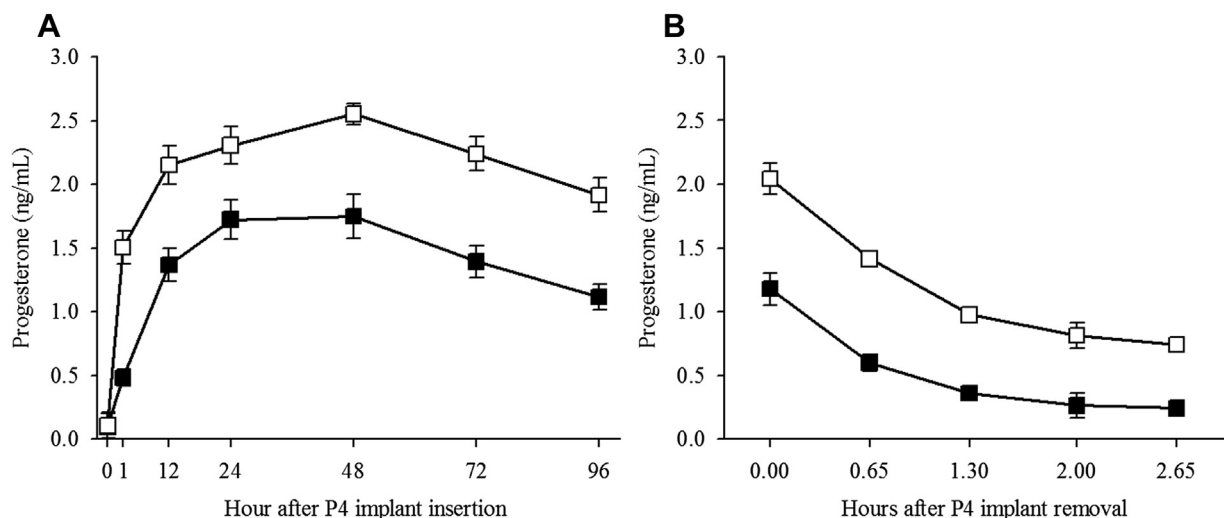 A
3.0
2.5
2.0
1.5
1.0
0.5
0.0
Progesterone (ng/mL)
0 1 12 24 48 72 96
Hour after P4 implant insertion
B
3.0
2.5
2.0
1.5
1.0
0.5
0.0
Progesterone (ng/mL)
0.00 0.65 1.30 2.00 2.65
Hours after P4 implant removal